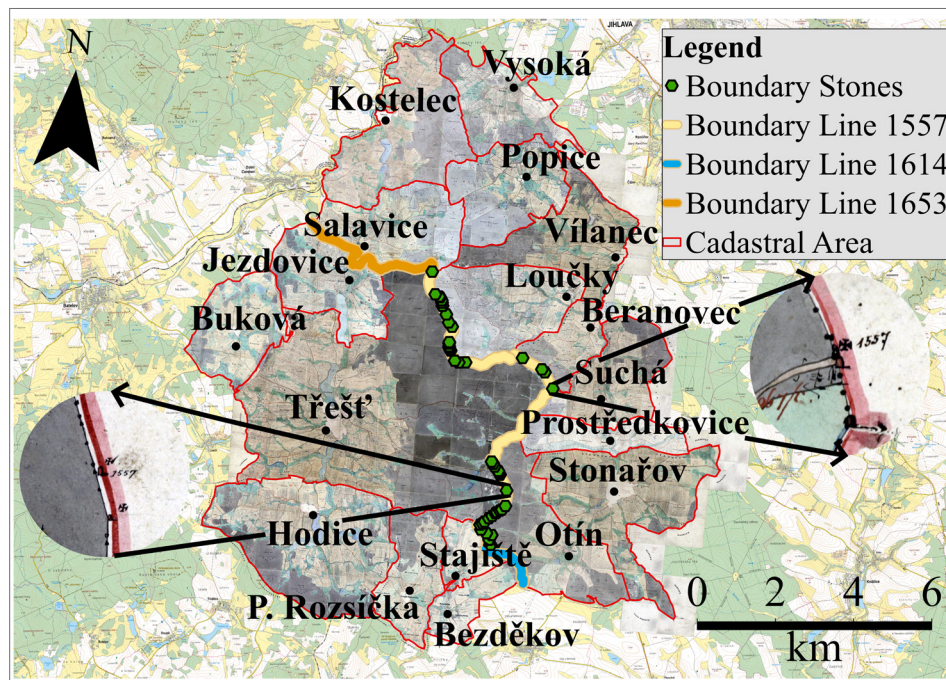 JIHLAVA
N
Vysoká
Kostelec
Popice
Salavice
Vílanec
Jezdovice
Loučky
Buková
Beranovec
Suchá
Třešť
Prostředkovice
Stonařov
Hodice
Otín
Stajiště
P. Rozsíčka
Bezděkov
Legend
Boundary Stones
Boundary Line 1557
Boundary Line 1614
Boundary Line 1653
Cadastral Area
1557
1557
0 2 4 6
km